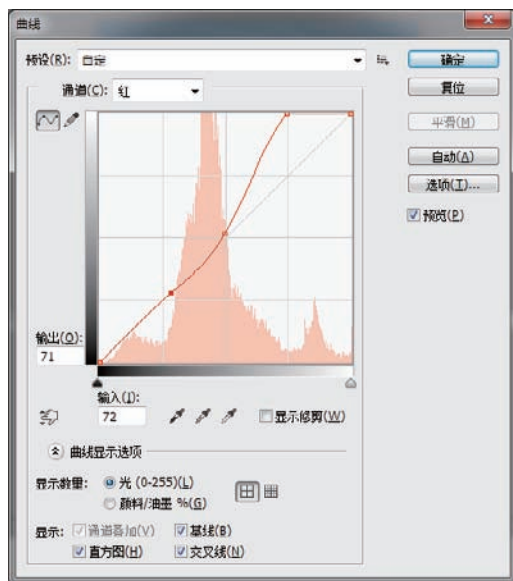 曲线
预设(R): 自定
确定
通道(C): 红
复位
平滑(M)
自动(A)
选项(T)...
预览(P)
输出(O):
71
输入(I):
72
显示修剪(W)
曲线显示选项
显示数量: 光 (0-255)(L)
颜料/油墨 %(G)
显示: 通道叠加(V) 基线(B)
直方图(H) 交叉线(N)